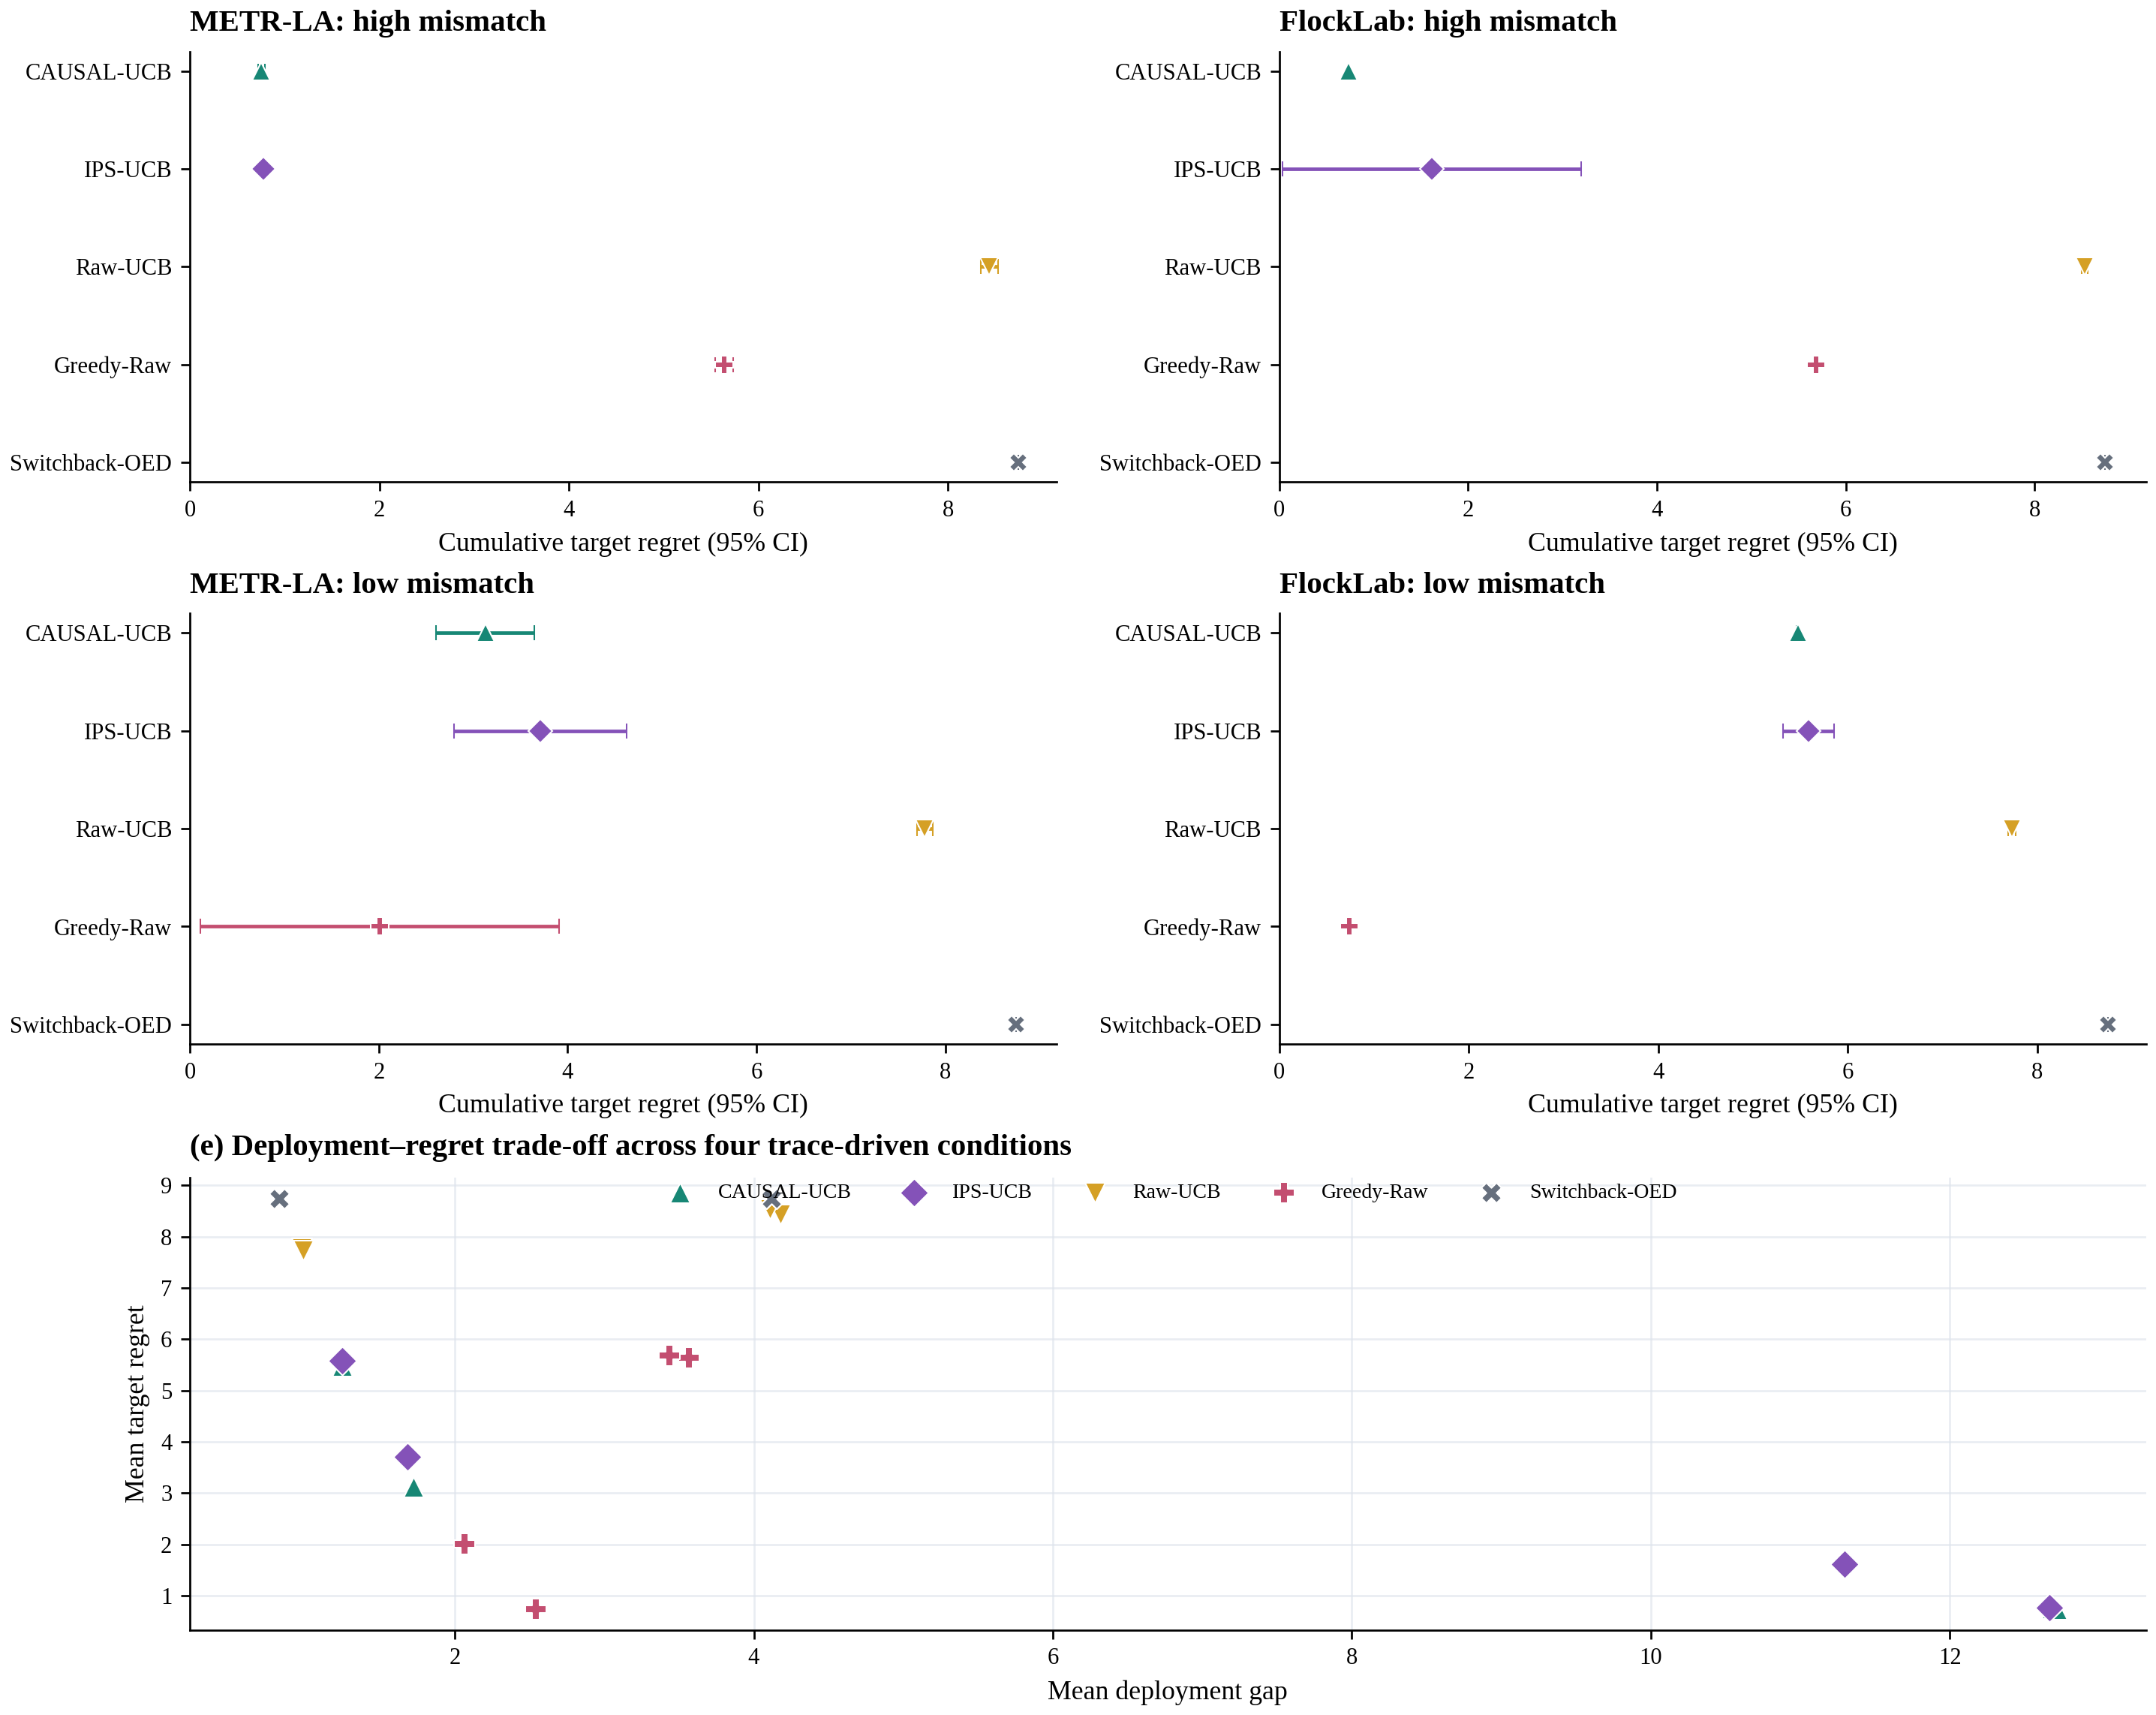 METR-LA: high mismatch
CAUSAL-UCB
IPS-UCB
Raw-UCB
Greedy-Raw
Switchback-OED
0 2 4 6 8
Cumulative target regret (95% CI)
FlockLab: high mismatch
CAUSAL-UCB
IPS-UCB
Raw-UCB
Greedy-Raw
Switchback-OED
0 2 4 6 8
Cumulative target regret (95% CI)
METR-LA: low mismatch
CAUSAL-UCB
IPS-UCB
Raw-UCB
Greedy-Raw
Switchback-OED
0 2 4 6 8
Cumulative target regret (95% CI)
FlockLab: low mismatch
CAUSAL-UCB
IPS-UCB
Raw-UCB
Greedy-Raw
Switchback-OED
0 2 4 6 8
Cumulative target regret (95% CI)
(e) Deployment–regret trade-off across four trace-driven conditions
CAUSAL-UCB IPS-UCB Raw-UCB Greedy-Raw Switchback-OED
Mean target regret
9
8
7
6
5
4
3
2
1
2 4 6 8 10 12
Mean deployment gap